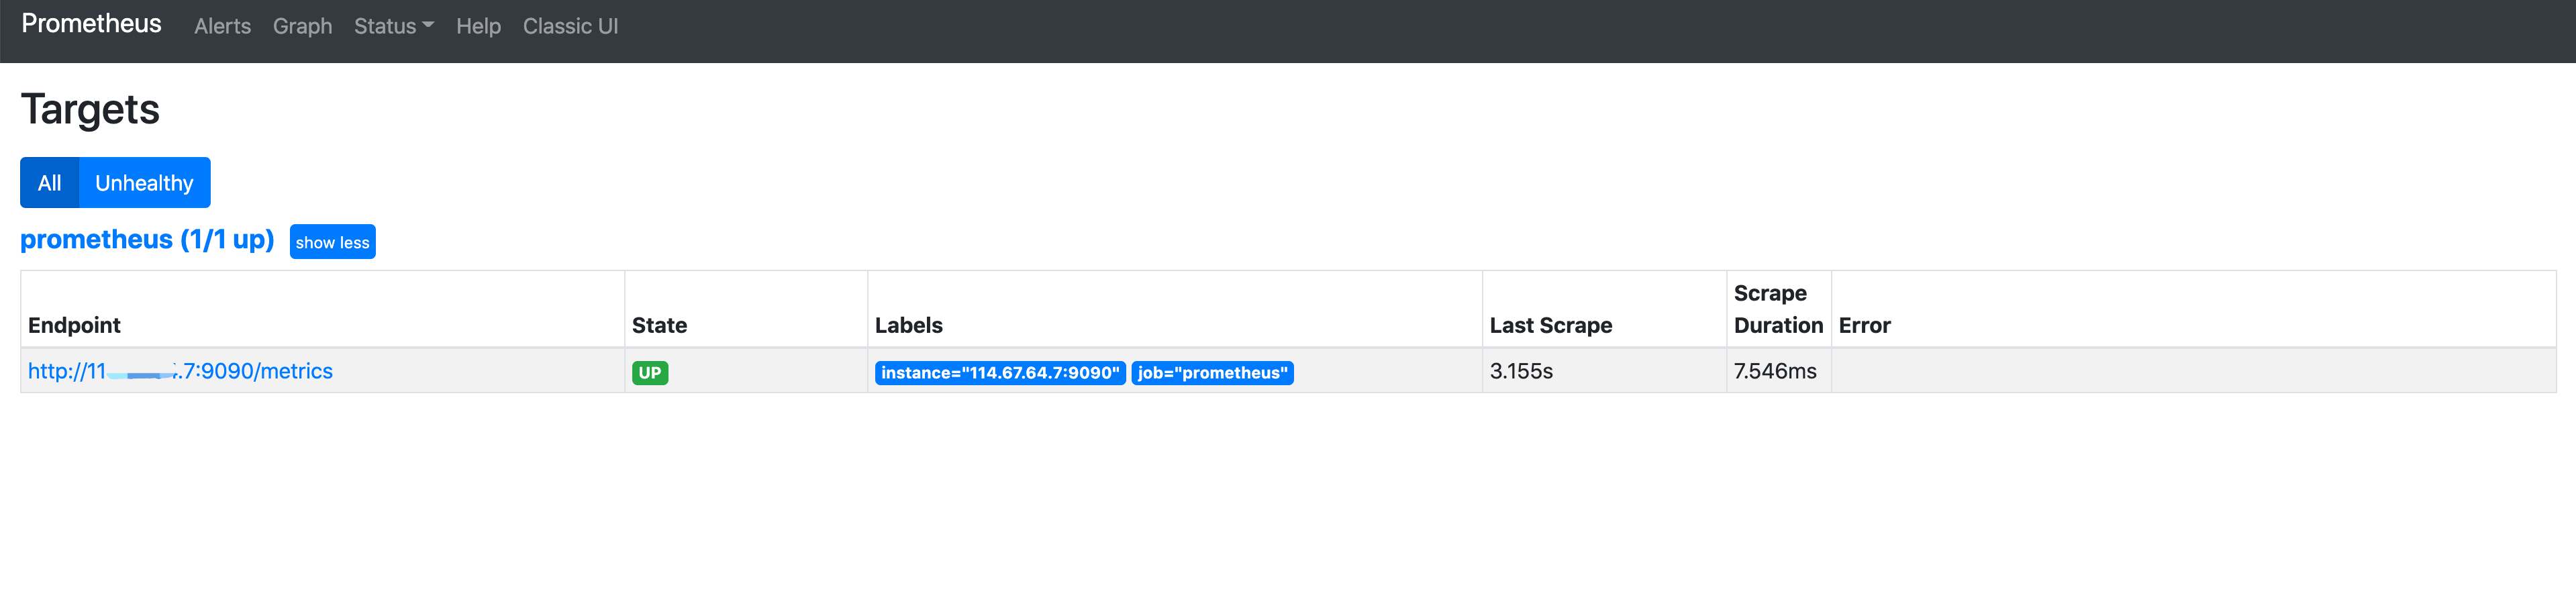 Prometheus Alerts Graph Status Help Classic UI
Targets
All Unhealthy
prometheus (1/1 up) show less
Endpoint State Labels Last Scrape Scrape Duration Error
http://11 .7:9090/metrics UP instance="114.67.64.7:9090" job="prometheus" 3.155s 7.546ms